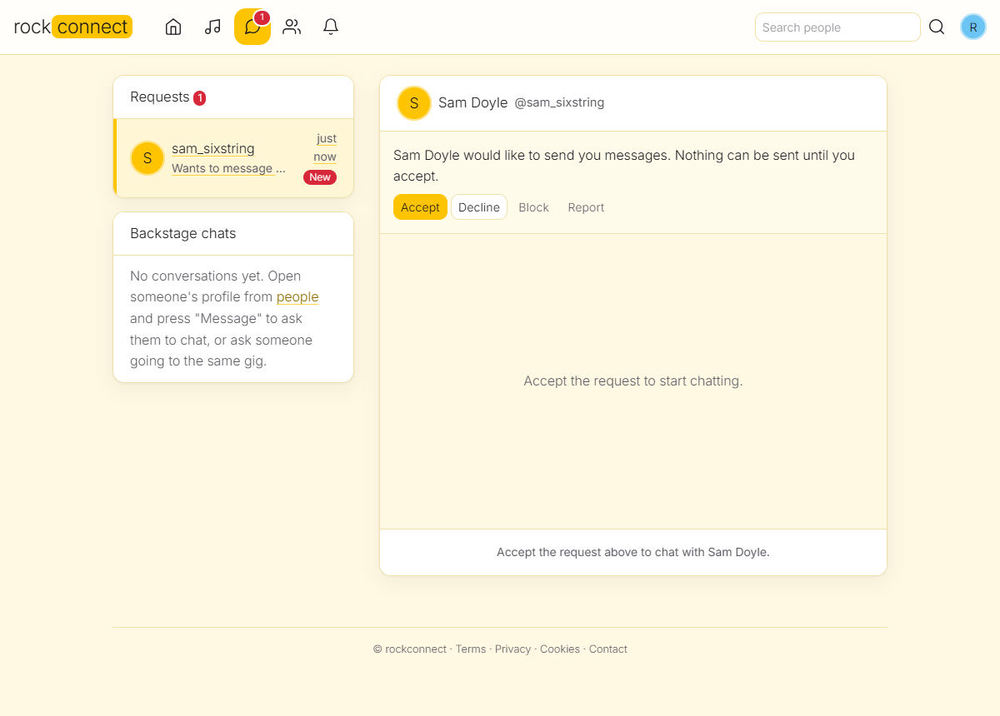 rock connect
1
Search people
R
Requests 1
S
sam_sixstring
Wants to message ...
just
now
New
Backstage chats
No conversations yet. Open
someone's profile from people
and press "Message" to ask
them to chat, or ask someone
going to the same gig.
S
Sam Doyle @sam_sixstring
Sam Doyle would like to send you messages. Nothing can be sent until you
accept.
Accept Decline Block Report
Accept the request to start chatting.
Accept the request above to chat with Sam Doyle.
© rockconnect · Terms · Privacy · Cookies · Contact